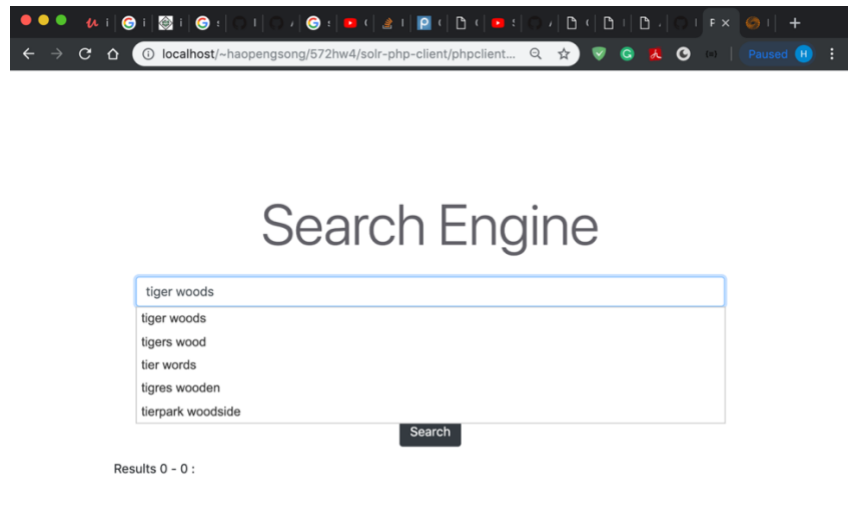 localhost/~haopengsong/572hw4/solr-php-client/phpclient...
Paused H
Search Engine
tiger woods
tiger woods
tigers wood
tier words
tigres wooden
tierpark woodside
Search
Results 0 - 0 :